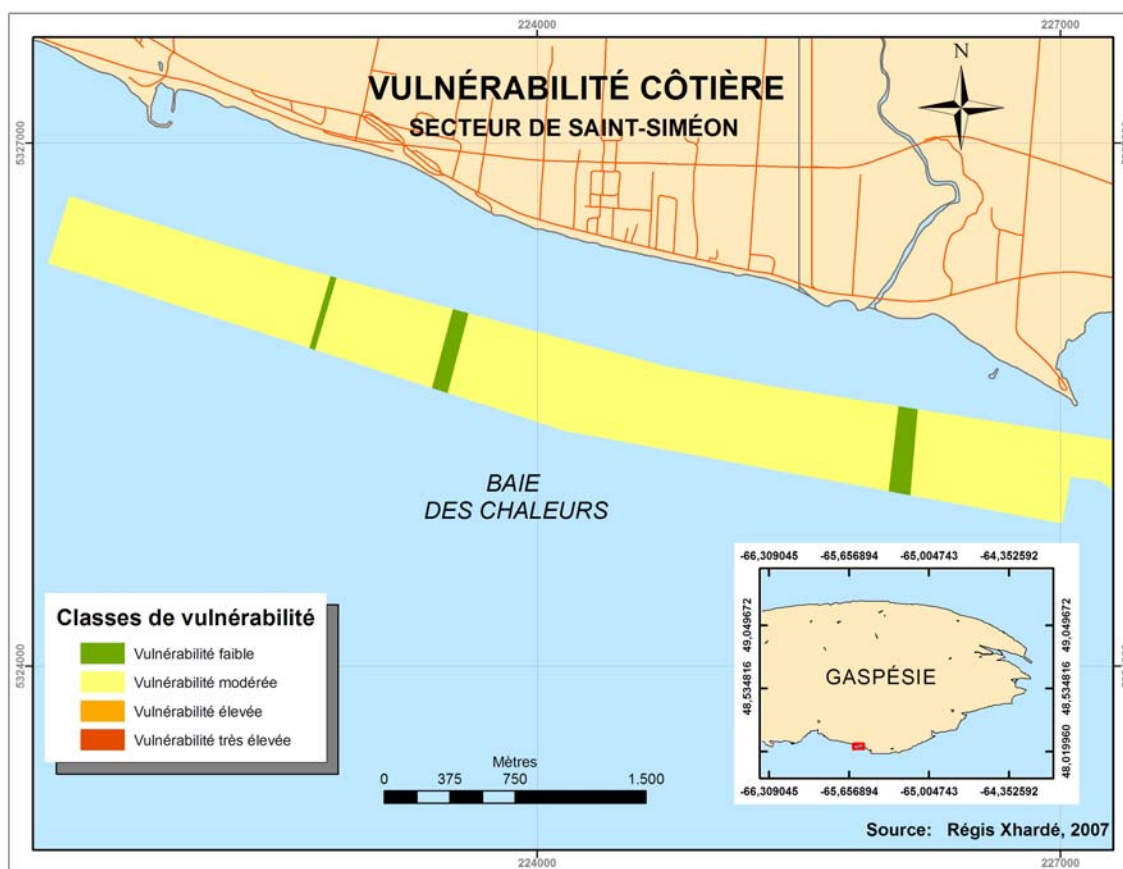 224000
227000
VULNÉRABILITÉ CÔTIÈRE
SECTEUR DE SAINT-SIMÉON
N
5327000
BAIE
DES CHALEURS
5324000
Classes de vulnérabilité
Vulnérabilité faible
Vulnérabilité modérée
Vulnérabilité élevée
Vulnérabilité très élevée
Mètres
0 375 750 1.500
-66,309045 -65,656894 -65,004743 -64,352592
49,049672
48,534816
48,019960
GASPÉSIE
49,049672
48,534816
48,019960
-66,309045 -65,656894 -65,004743 -64,352592
Source: Régis Xhardé, 2007
224000
227000